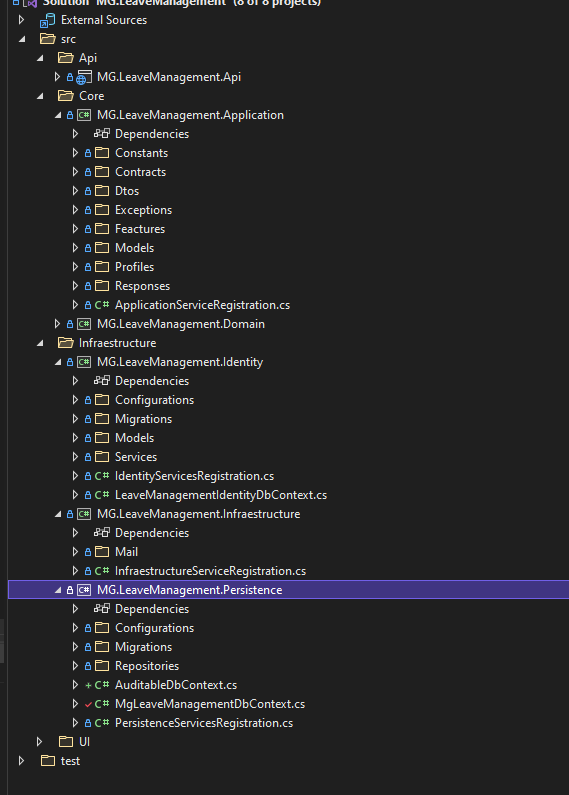 Solution 'MG.LeaveManagement' (8 of 8 projects)
External Sources
src
Api
MG.LeaveManagement.Api
Core
C# MG.LeaveManagement.Application
Dependencies
Constants
Contracts
Dtos
Exceptions
Feactures
Models
Profiles
Responses
C# ApplicationServiceRegistration.cs
C# MG.LeaveManagement.Domain
Infraestructure
C# MG.LeaveManagement.Identity
Dependencies
Configurations
Migrations
Models
Services
C# IdentityServicesRegistration.cs
C# LeaveManagementIdentityDbContext.cs
C# MG.LeaveManagement.Infraestructure
Dependencies
Mail
C# InfraestructureServiceRegistration.cs
C# MG.LeaveManagement.Persistence
Dependencies
Configurations
Migrations
Repositories
+ C# AuditableDbContext.cs
C# MgLeaveManagementDbContext.cs
C# PersistenceServicesRegistration.cs
UI
test